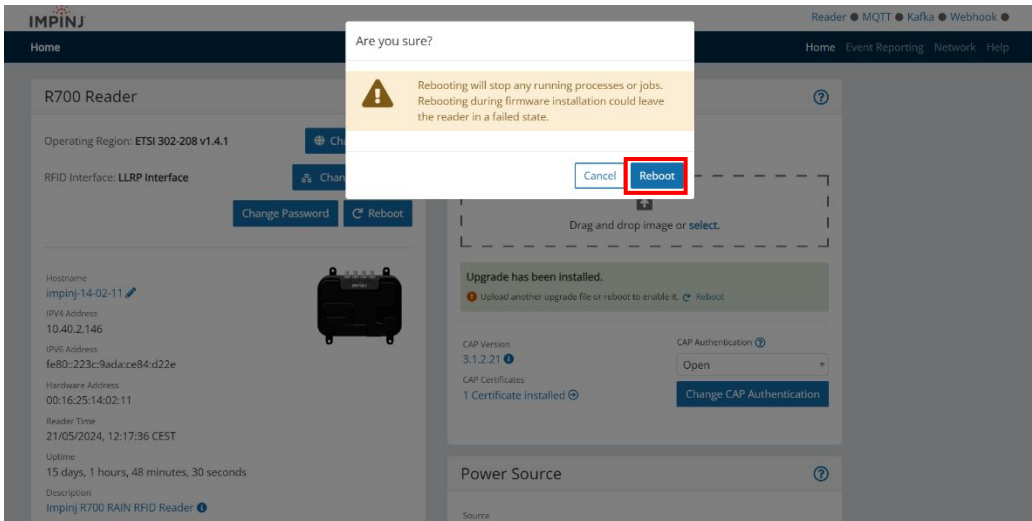 IMPINJ
Reader MQTT Kafka Webhook
Home
Home Event Reporting Network Help
Are you sure?
Rebooting will stop any running processes or jobs.
Rebooting during firmware installation could leave
the reader in a failed state.
Cancel Reboot
R700 Reader
Operating Region: ETSI 302-208 v1.4.1
RFID Interface: LLRP Interface
Chan
Change Password Reboot
Hostname
impinj-14-02-11
IPV4 Address
10.40.2.146
IPV6 Address
fe80::223c:9ada:ce84:d22e
Hardware Address
00:16:25:14:02:11
Reader Time
21/05/2024, 12:17:36 CEST
Uptime
15 days, 1 hours, 48 minutes, 30 seconds
Description
Impinj R700 RAIN RFID Reader
Drag and drop image or select.
Upgrade has been installed.
Upload another upgrade file or reboot to enable it. Reboot
CAP Version
3.1.2.21
CAP Certificates
1 Certificate installed
CAP Authentication
Open
Change CAP Authentication
Power Source
Source